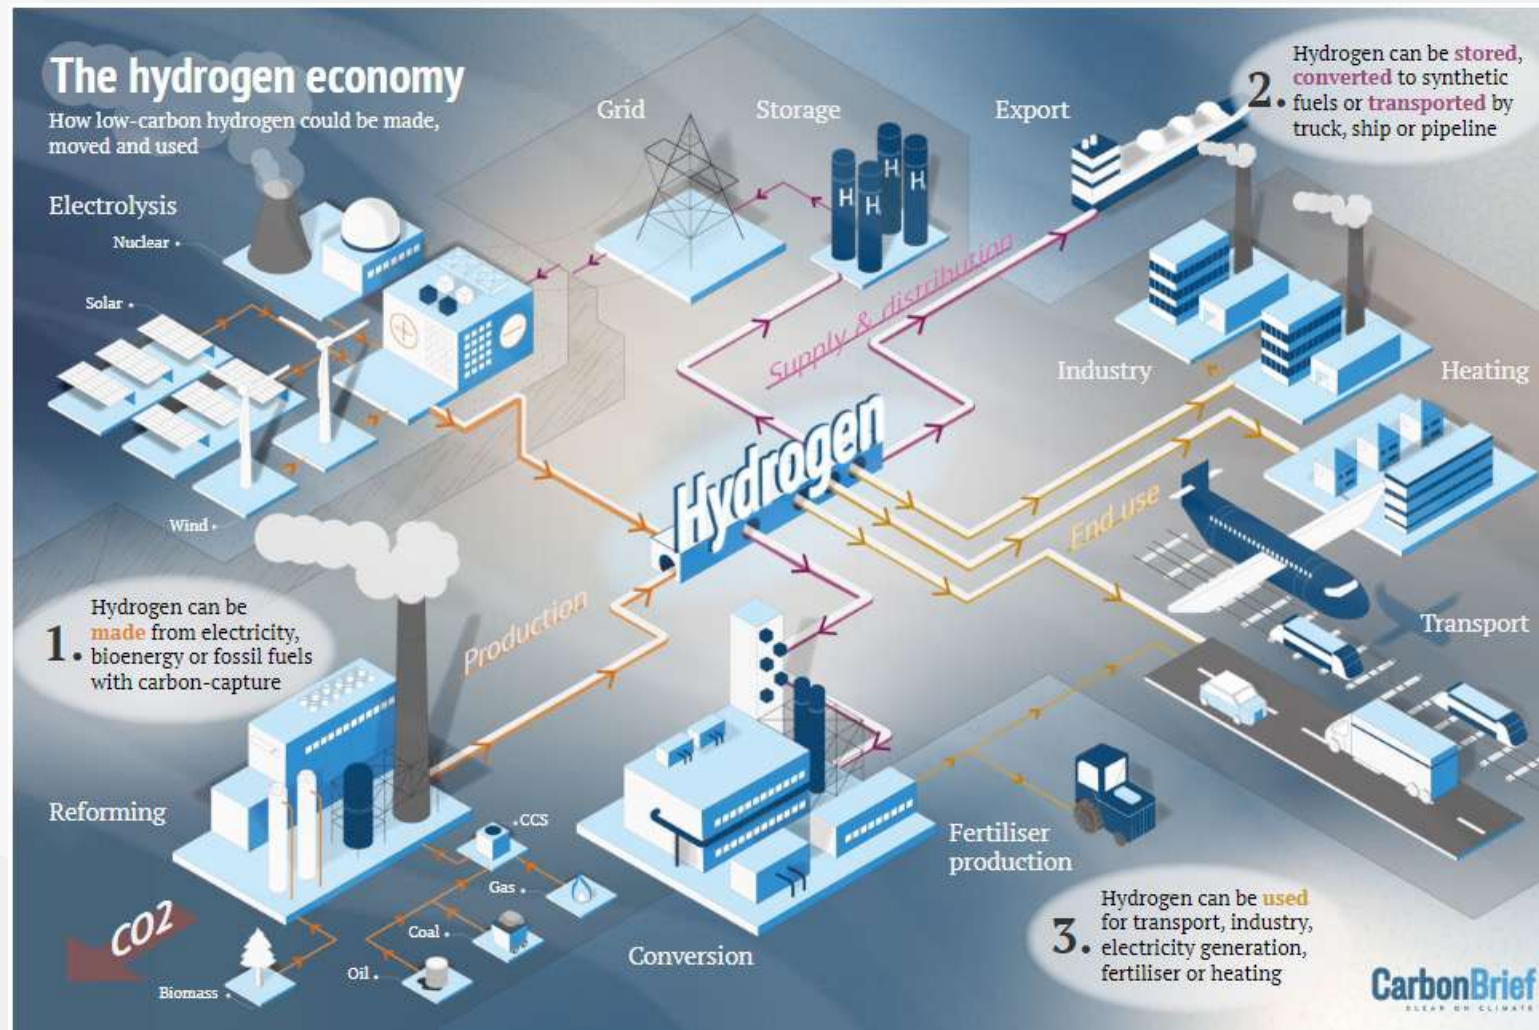 The hydrogen economy
How low-carbon hydrogen could be made,
moved and used
Grid
Storage
Export
2.
Hydrogen can be stored,
converted to synthetic
fuels or transported by
truck, ship or pipeline
Electrolysis
Nuclear
Solar
Wind
H
H
H
H
Supply & distribution
Industry
Heating
Hydrogen
End use
Production
Transport
1.
Hydrogen can be
made from electricity,
bioenergy or fossil fuels
with carbon-capture
Reforming
CCS
Gas
Coal
Oil
Biomass
CO2
Conversion
Fertiliser
production
3.
Hydrogen can be used
for transport, industry,
electricity generation,
fertiliser or heating
CarbonBrief
CLEAR ON CLIMATE